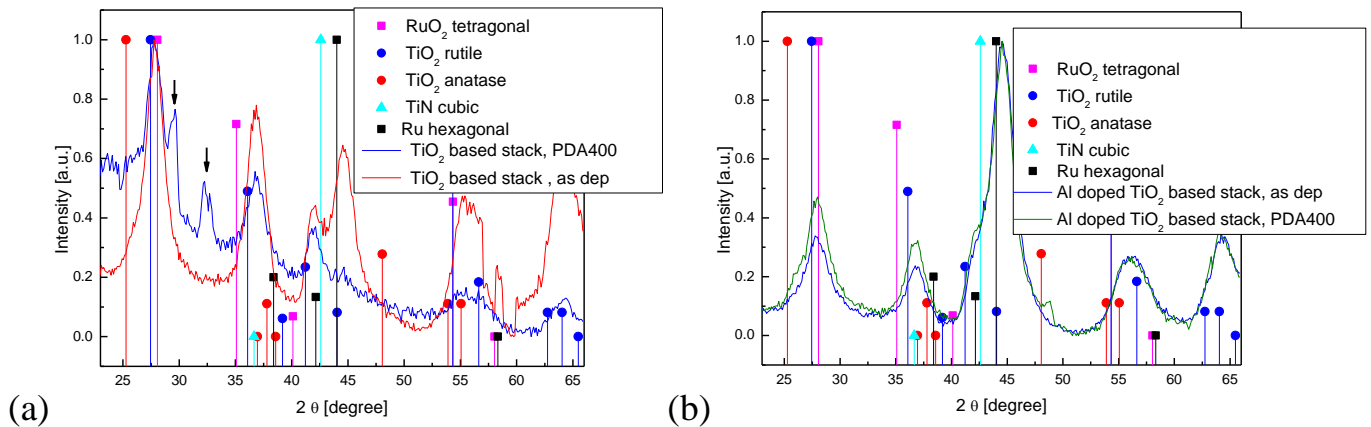 1.0
0.8
0.6
0.4
0.2
0.0
Intensity [a.u.]
25 30 35 40 45 50 55 60 65
2 θ [degree]
RuO2 tetragonal
TiO2 rutile
TiO2 anatase
TiN cubic
Ru hexagonal
TiO2 based stack, PDA400
TiO2 based stack , as dep
(a)
1.0
0.8
0.6
0.4
0.2
0.0
Intensity [a.u.]
25 30 35 40 45 50 55 60 65
2 θ [degree]
RuO2 tetragonal
TiO2 rutile
TiO2 anatase
TiN cubic
Ru hexagonal
Al doped TiO2 based stack, as dep
Al doped TiO2 based stack, PDA400
(b)